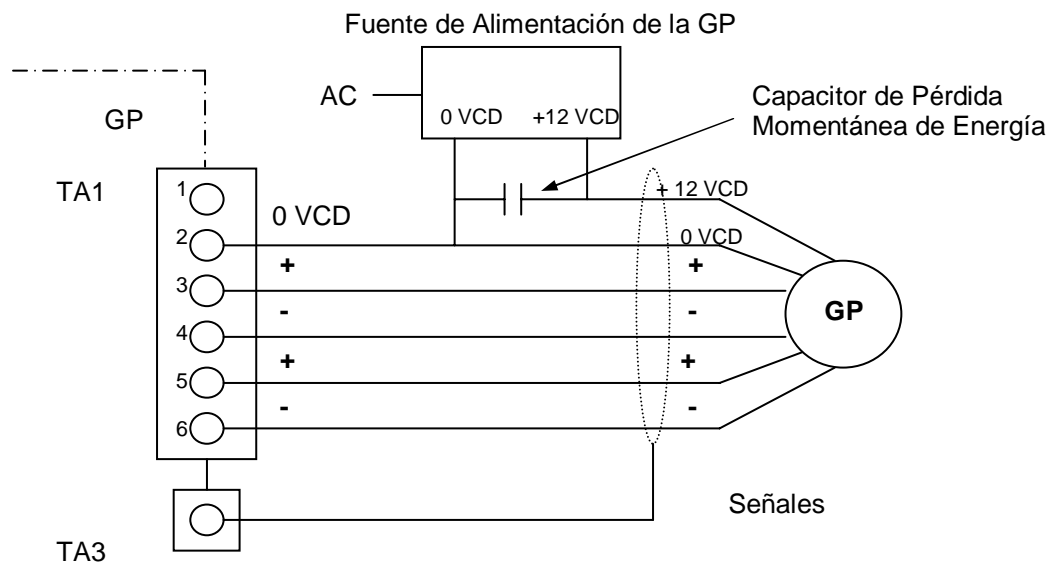 Fuente de Alimentación de la GP
AC
0 VCD +12 VCD
Capacitor de Pérdida
Momentánea de Energía
GP
TA1
1
+ 12 VCD
0 VCD
2
0 VCD
+ +
3
- -
GP
4
+ +
5
- -
6
Señales
TA3